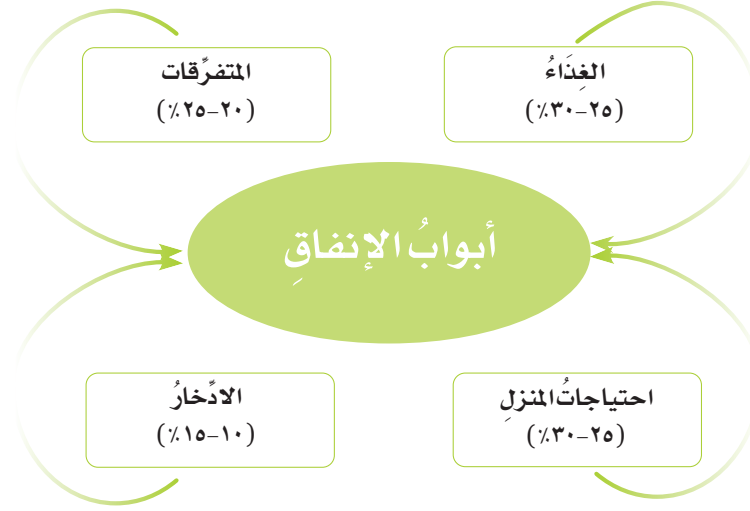 الغِذَاءُ
(٢٥–٣٠٪)
المتفرِّقات
(٢٠–٢٥٪)
أبوابُ الإنفاقِ
احتياجاتُ المنزلِ
(٢٥–٣٠٪)
الادِّخارُ
(١٠–١٥٪)